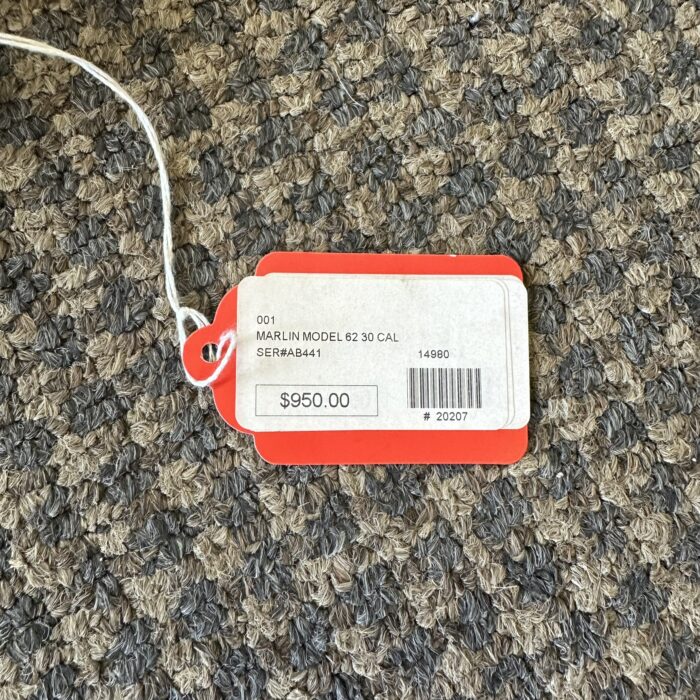 001
MARLIN MODEL 62 30 CAL
SER#AB441
14980
$950.00
# 20207